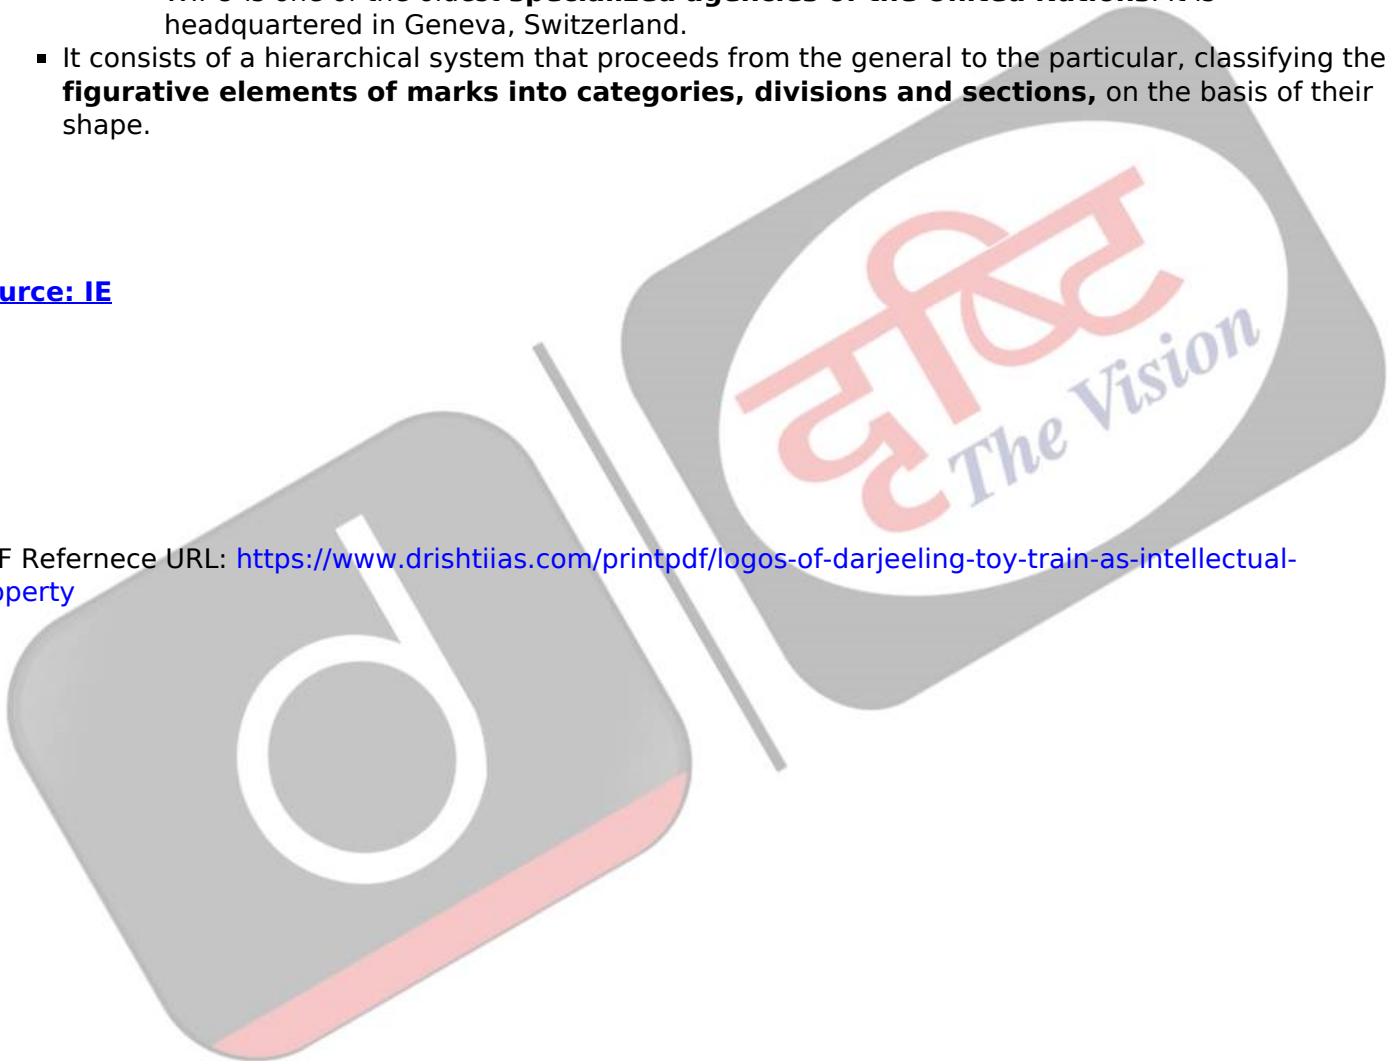 headquartered in Geneva, Switzerland.
It consists of a hierarchical system that proceeds from the general to the particular, classifying the
figurative elements of marks into categories, divisions and sections, on the basis of their
shape.
urce: IE
दृष्टि
The Vision
F Refernece URL: https://www.drishtiias.com/printpdf/logos-of-darjeeling-toy-train-as-intellectual-
operty
d